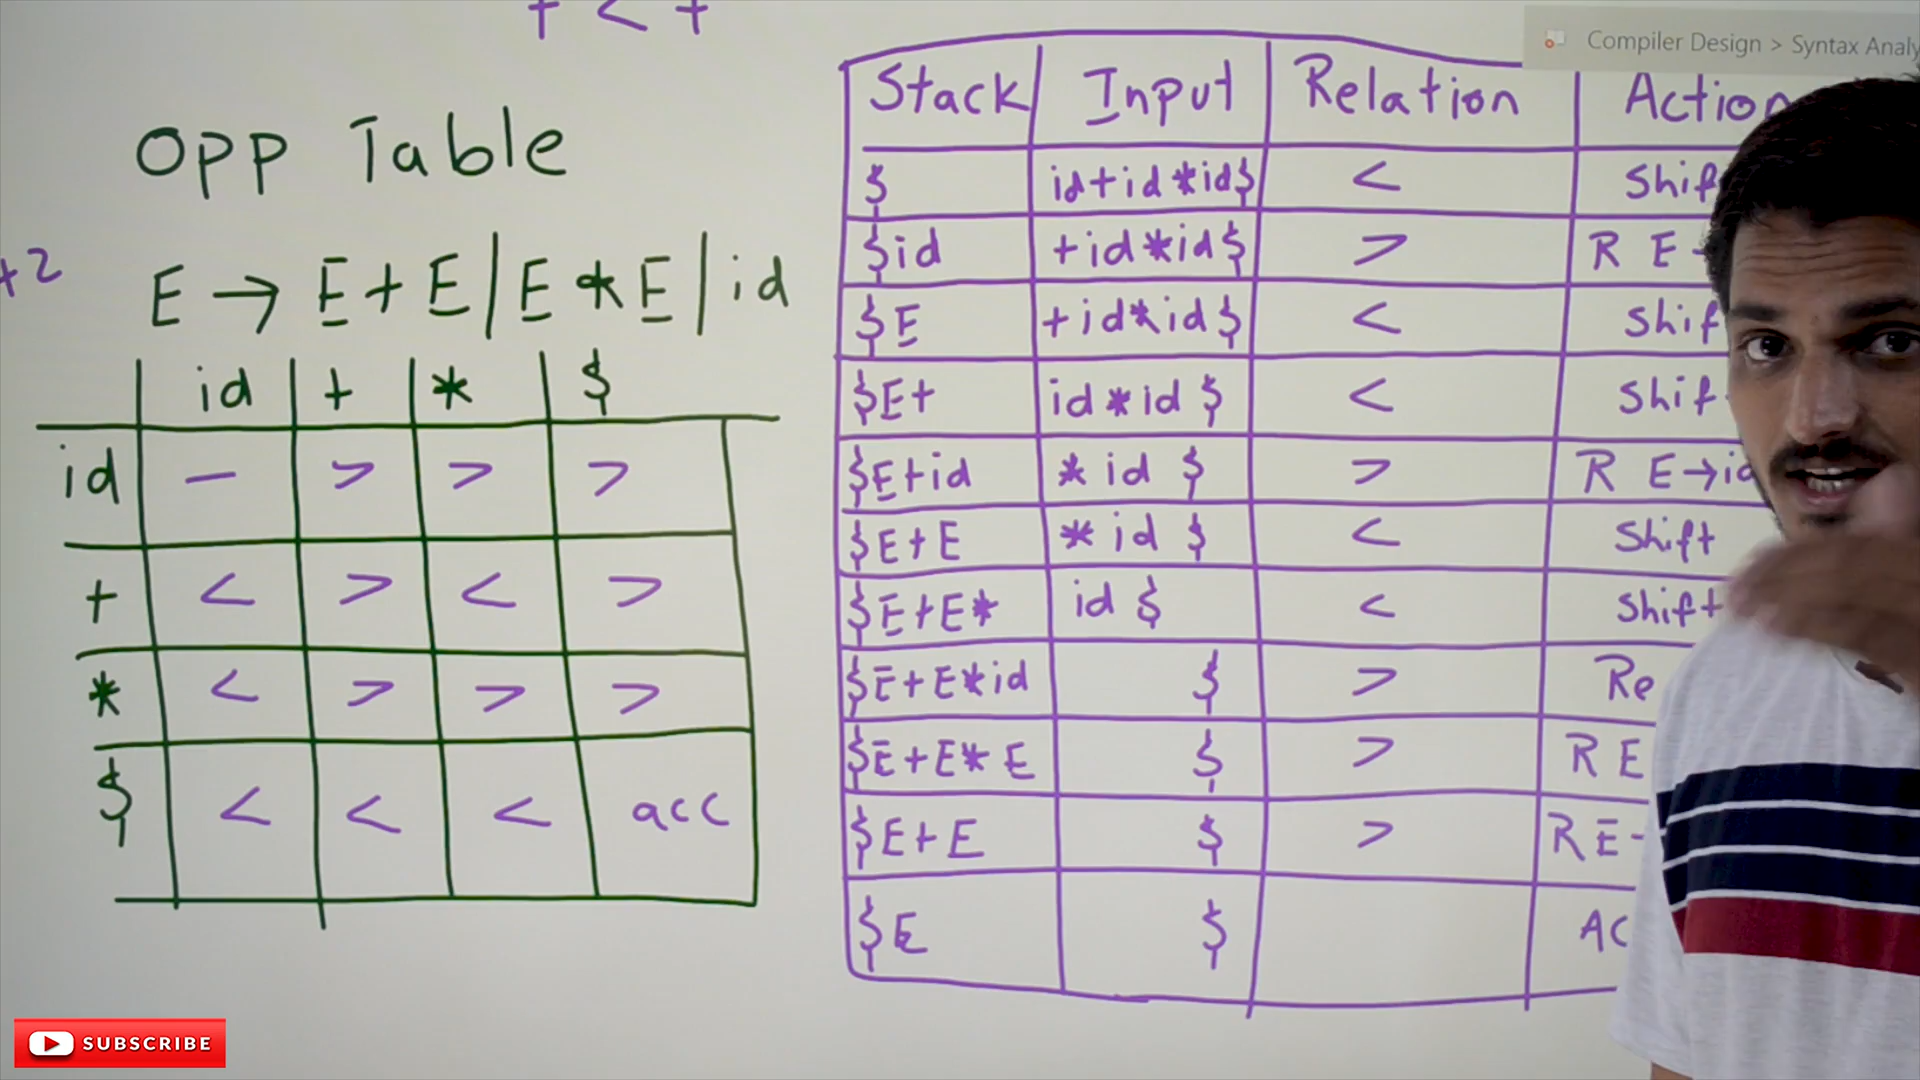 + < +
Compiler Design > Syntax Analy
Opp Table
+2
E → E + E | E * E | id
id + * $
id — > > >
+ < > < >
* < > > >
$ < < < acc
Stack Input Relation Action
$ id+id*id$ < Shif
$id +id*id$ > R E-
$E +id*id$ < Shif
$E+ id*id $ < Shif
$E+id * id $ > R E→id
$E+E * id $ < Shift
$E+E* id $ < Shift
$E+E*id $ > Re
$E+E*E $ > R E
$E+E $ > R E-
$E $ AC
SUBSCRIBE